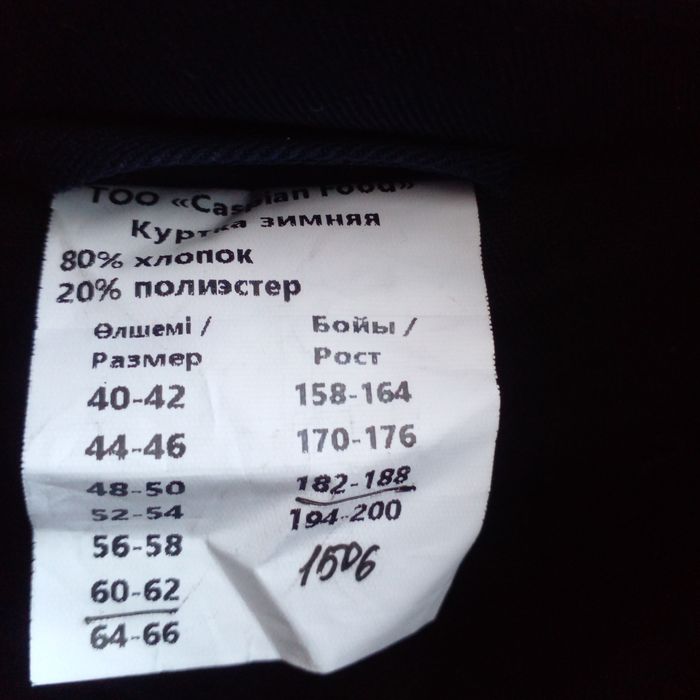 ТОО «Caspian Food»
Куртка зимняя
80% хлопок
20% полиэстер
Өлшемі / Бойы /
Размер Рост
40-42 158-164
44-46 170-176
48-50 182-188
52-54 194-200
56-58 1506
60-62
64-66